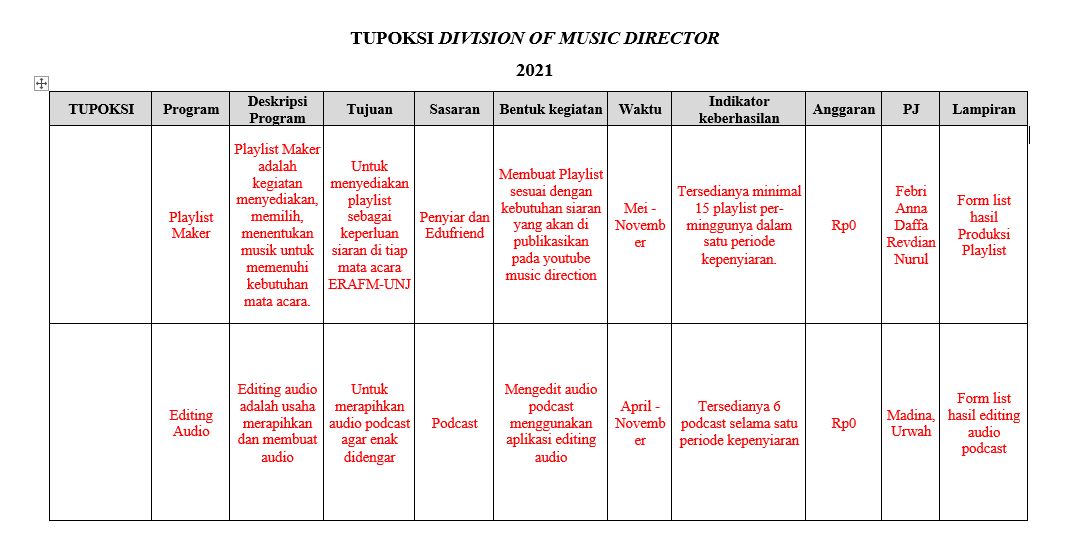 TUPOKSI DIVISION OF MUSIC DIRECTOR
2021
TUPOKSI
Program
Deskripsi
Program
Tujuan
Sasaran
Bentuk kegiatan
Waktu
Indikator
keberhasilan
Anggaran
PJ
Lampiran
Playlist
Maker
Playlist Maker
adalah
kegiatan
menyediakan,
memilih,
menentukan
musik untuk
memenuhi
kebutuhan
mata acara.
Untuk
menyediakan
playlist
sebagai
keperluan
siaran di tiap
mata acara
ERAFM-UNJ
Penyiar dan
Edufriend
Membuat Playlist
sesuai dengan
kebutuhan siaran
yang akan di
publikasikan
pada youtube
music direction
Mei -
Novemb
er
Tersedianya minimal
15 playlist per-
minggunya dalam
satu periode
kepenyiaran.
Rp0
Febri
Anna
Daffa
Revdian
Nurul
Form list
hasil
Produksi
Playlist
Editing
Audio
Editing audio
adalah usaha
merapihkan
dan membuat
audio
Untuk
merapihkan
audio podcast
agar enak
didengar
Podcast
Mengedit audio
podcast
menggunakan
aplikasi editing
audio
April -
Novemb
er
Tersedianya 6
podcast selama satu
periode kepenyiaran
Rp0
Madina,
Urwah
Form list
hasil editing
audio
podcast